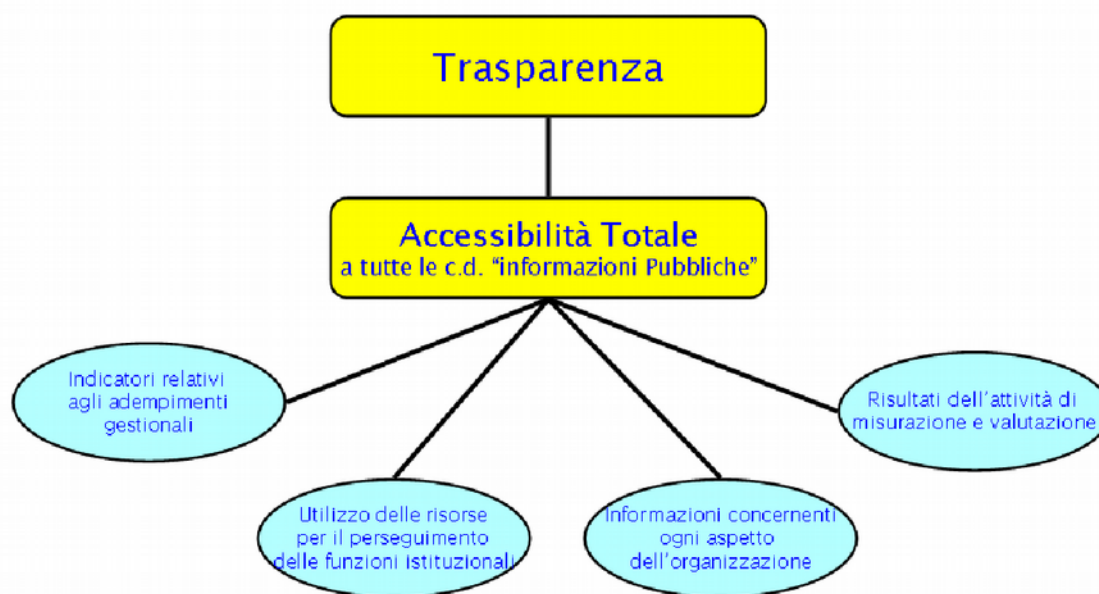 Trasparenza
Accessibilità Totale
a tutte le c.d. “informazioni Pubbliche”
Indicatori relativi
agli adempimenti
gestionali
Utilizzo delle risorse
per il perseguimento
delle funzioni istituzionali
Informazioni concernenti
ogni aspetto
dell’organizzazione
Risultati dell’attività di
misurazione e valutazione